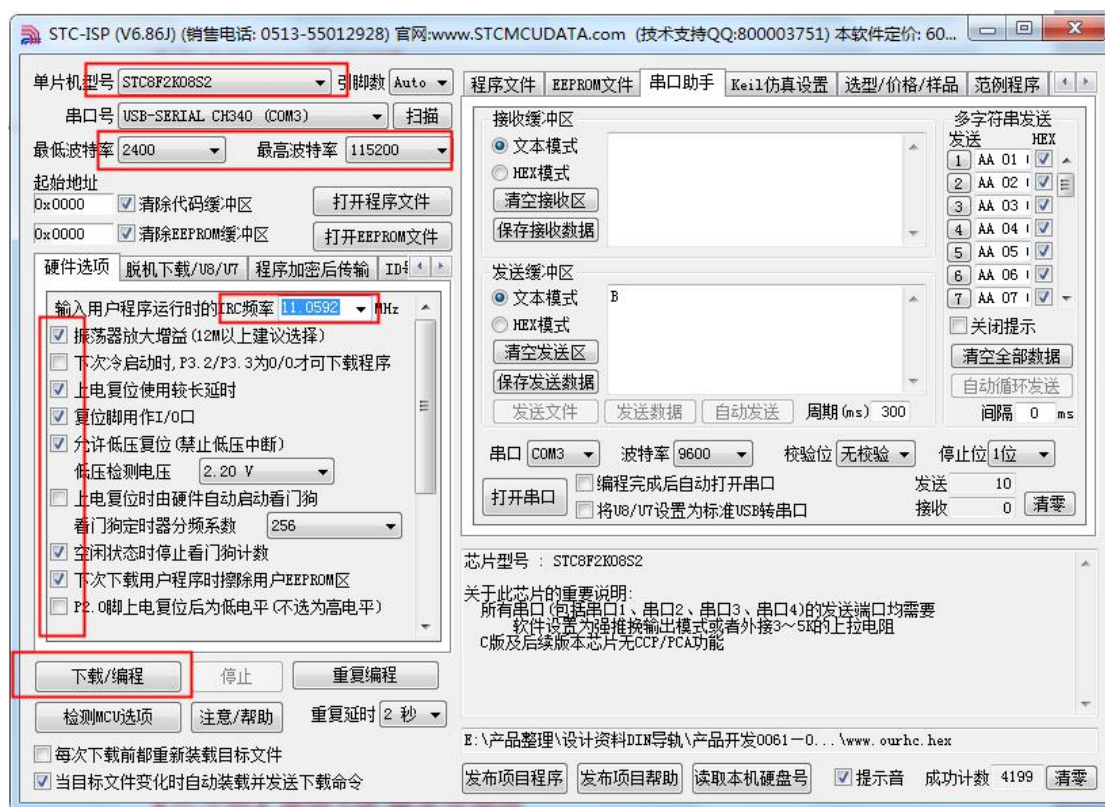 STC-ISP (V6.86J) (销售电话: 0513-55012928) 官网:www.STCMCUDATA.com (技术支持QQ:800003751) 本软件定价: 60...
单片机型号 STC8F2K08S2 引脚数 Auto
串口号 USB-SERIAL CH340 (COM3) 扫描
最低波特率 2400 最高波特率 115200
起始地址
0x0000 清除代码缓冲区 打开程序文件
0x0000 清除EEPROM缓冲区 打开EEPROM文件
硬件选项 脱机下载/U8/U7 程序加密后传输
输入用户程序运行时的IRC频率 11.0592 MHz
振荡器放大增益(12M以上建议选择)
下次冷启动时,P3.2/P3.3为0/0才可下载程序
上电复位使用较长延时
复位脚用作I/O口
允许低压复位(禁止低压中断)
低压检测电压 2.20 V
上电复位时由硬件自动启动看门狗
看门狗定时器分频系数 256
空闲状态时停止看门狗计数
下次下载用户程序时擦除用户EEPROM区
P2.0脚上电复位后为低电平(不选为高电平)
下载/编程 停止 重复编程
检测MCU选项 注意/帮助 重复延时 2 秒
每次下载前都重新装载目标文件
当目标文件变化时自动装载并发送下载命令
程序文件 EEPROM文件 串口助手 Keil仿真设置 选型/价格/样品 范例程序
接收缓冲区
文本模式
HEX模式
清空接收区
保存接收数据
发送缓冲区
文本模式 B
HEX模式
清空发送区
保存发送数据
发送文件 发送数据 自动发送 周期(ms) 300
多字符串发送
发送 HEX
1 AA 01
2 AA 02
3 AA 03
4 AA 04
5 AA 05
6 AA 06
7 AA 07
关闭提示
清空全部数据
自动循环发送
间隔 0 ms
串口 COM3 波特率 9600 校验位 无校验 停止位 1位
打开串口 编程完成后自动打开串口 发送 10
将U8/U7设置为标准USB转串口 接收 0 清零
芯片型号 : STC8F2K08S2
关于此芯片的重要说明:
所有串口(包括串口1、串口2、串口3、串口4)的发送端口均需要
软件设置为强推挽输出模式或者外接3~5K的上拉电阻
C版及后续版本芯片无CCP/PCA功能
E:\产品整理\设计资料DIN导轨\产品开发0061-0...\www.ourhc.hex
发布项目程序 发布项目帮助 读取本机硬盘号 提示音 成功计数 4199 清零